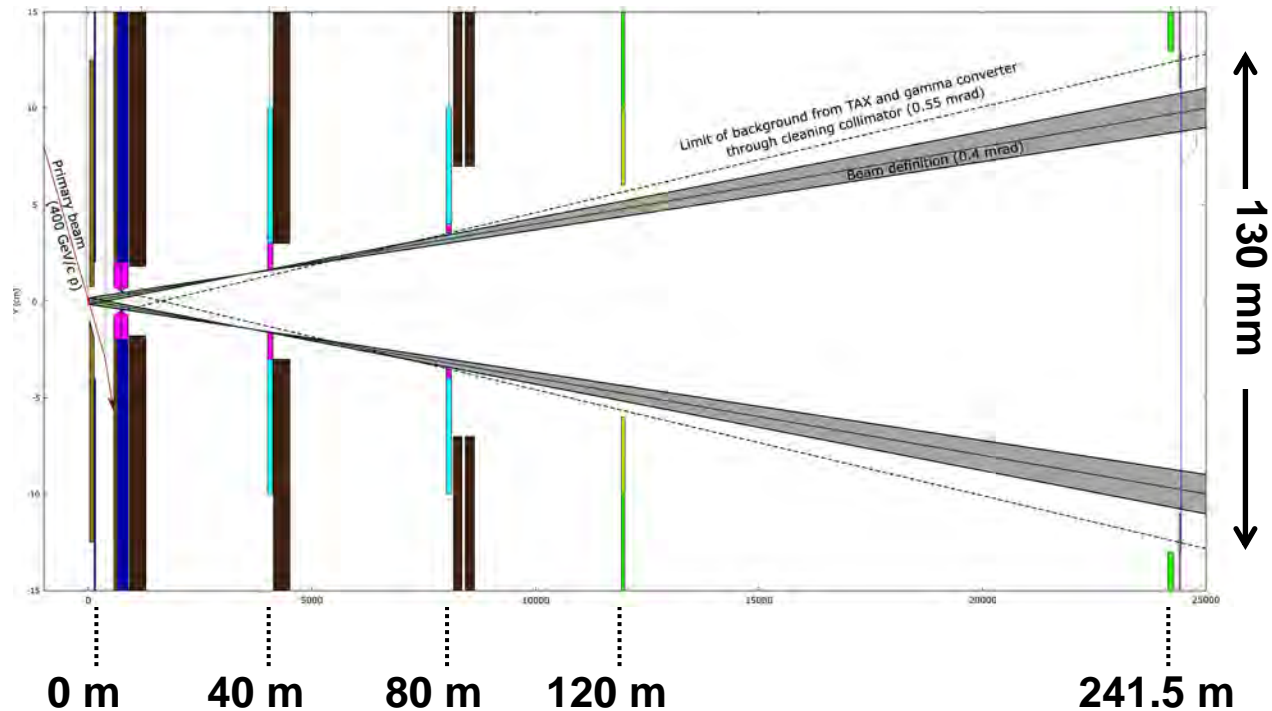 15
10
5
0
-5
-10
-15
Y [cm]
Primary beam
(400 GeV/c p)
Limit of background from TAX and gamma converter
through cleaning collimator (0.55 mrad)
Beam definition (0.4 mrad)
130 mm
0
5000
10000
15000
20000
25000
0 m
40 m
80 m
120 m
241.5 m